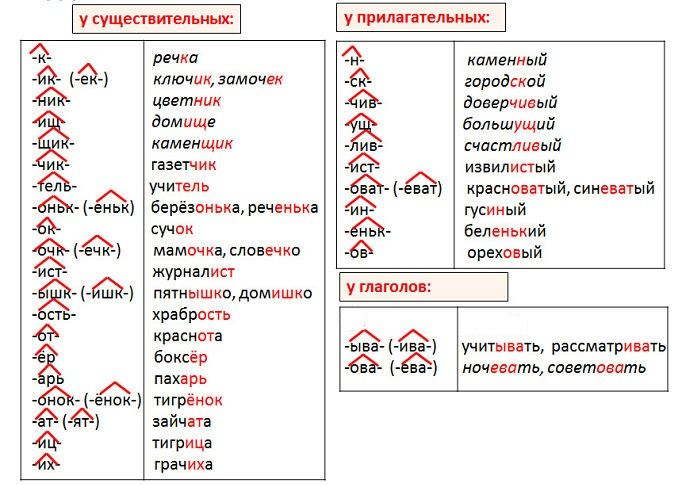 у существительных:
-к- речка
-ик- (-ек-) ключик, замочек
-ник- цветник
-ищ- домище
-щик- каменщик
-чик- газетчик
-тель- учитель
-оньк- (-еньк) берёзонька, реченька
-ок- сучок
-очк- (-ечк-) мамочка, словечко
-ист- журналист
-ышк- (-ишк-) пятнышко, домишко
-ость- храбрость
-от- краснота
-ёр боксёр
-арь пахарь
-онок- (-ёнок-) тигрёнок
-ат- (-ят-) зайчата
-иц- тигрица
-их- грачиха
у прилагательных:
-н- каменный
-ск- городской
-чив- доверчивый
-ущ- большущий
-лив- счастливый
-ист- извилистый
-оват- (-еват) красноватый, синеватый
-ин- гусиный
-еньк- беленький
-ов- ореховый
у глаголов:
-ыва- (-ива-) учитывать, рассматривать
-ова- (-ева-) ночевать, советовать